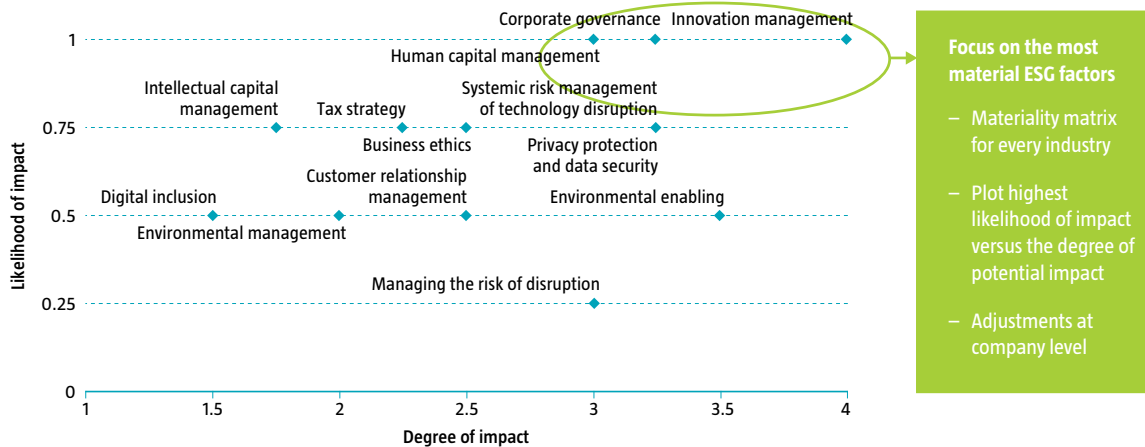 Corporate governance
Innovation management
1
Human capital management
Intellectual capital
management
Tax strategy
Systemic risk management
of technology disruption
0.75
Business ethics
Privacy protection
and data security
Customer relationship
management
Digital inclusion
Environmental enabling
0.5
Environmental management
Managing the risk of disruption
0.25
0
1
1.5
2
2.5
3
3.5
4
Likelihood of impact
Degree of impact
Focus on the most
material ESG factors
– Materiality matrix
for every industry
– Plot highest
likelihood of impact
versus the degree of
potential impact
– Adjustments at
company level